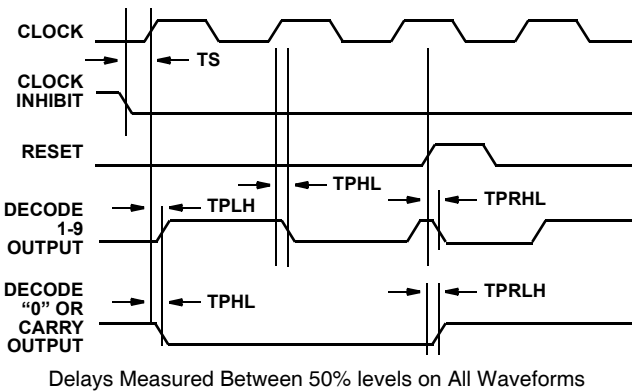 CLOCK
TS
CLOCK
INHIBIT
RESET
TPHL
TPRHL
TPLH
DECODE
1-9
OUTPUT
DECODE
“0” OR
CARRY
OUTPUT
TPHL
TPRLH
Delays Measured Between 50% levels on All Waveforms